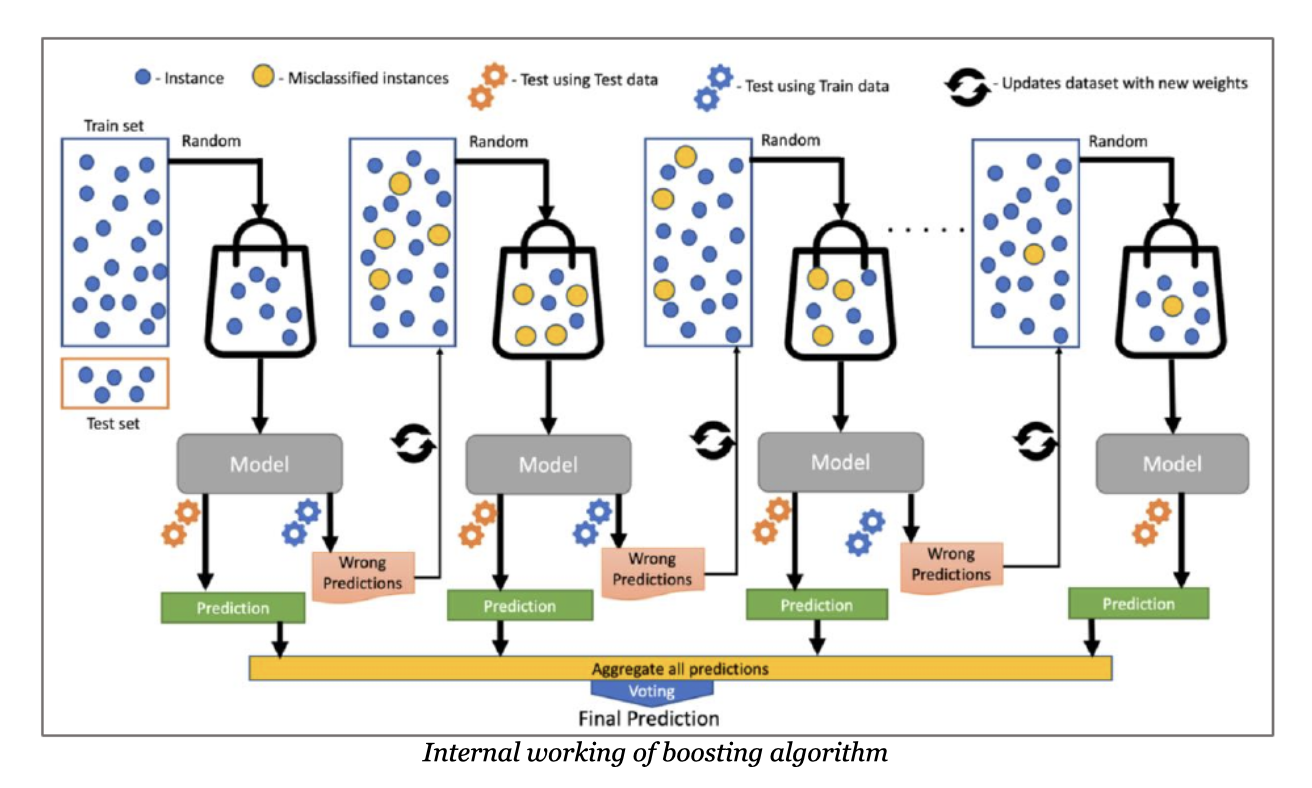 - Instance
- Misclassified instances
- Test using Test data
- Test using Train data
- Updates dataset with new weights
Train set
Random
Random
Random
Random
. . . . . .
Test set
Model
Model
Model
Model
Wrong
Predictions
Wrong
Predictions
Wrong
Predictions
Prediction
Prediction
Prediction
Prediction
Aggregate all predictions
Voting
Final Prediction
Internal working of boosting algorithm